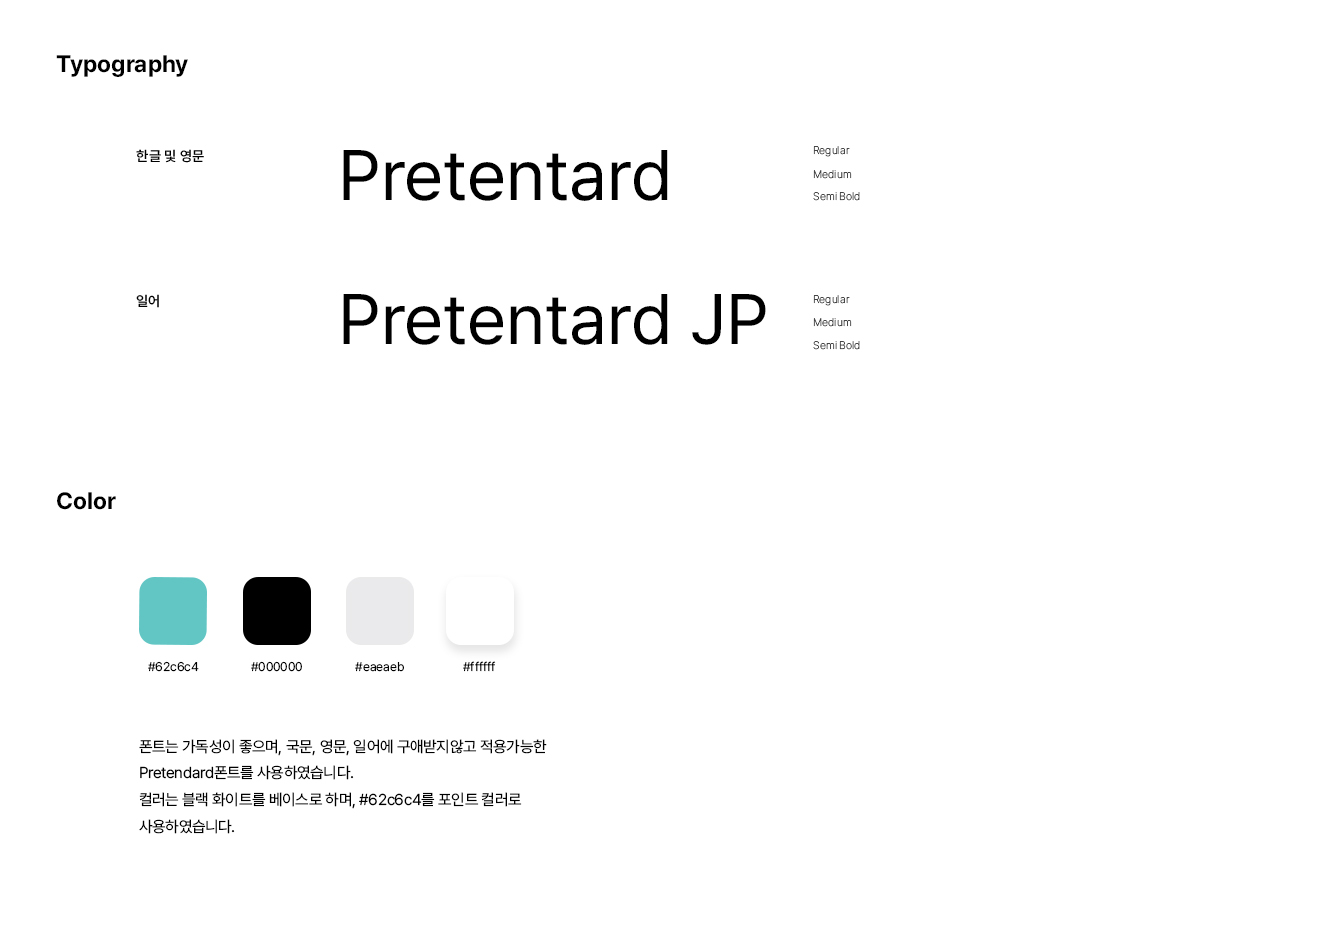 Typography
한글 및 영문
Pretentard
Regular
Medium
Semi Bold
일어
Pretentard JP
Regular
Medium
Semi Bold
Color
#62c6c4
#000000
#eaeaeb
#ffffff
폰트는 가독성이 좋으며, 국문, 영문, 일어에 구애받지않고 적용가능한
Pretendard폰트를 사용하였습니다.
컬러는 블랙 화이트를 베이스로 하며, #62c6c4를 포인트 컬러로
사용하였습니다.